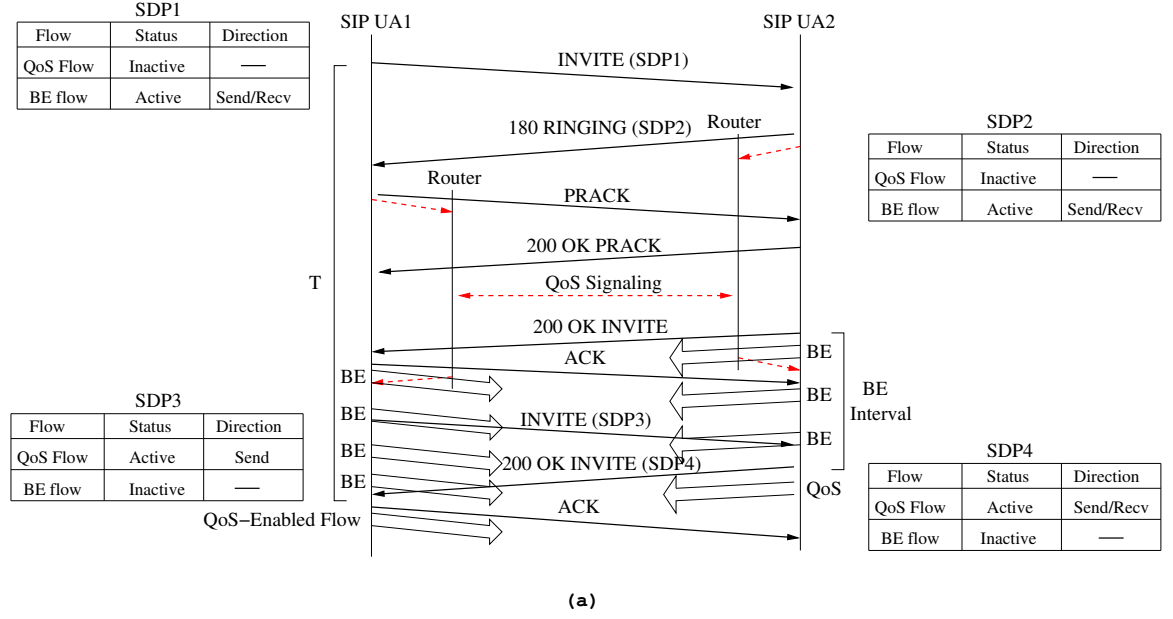 SDP1
Flow Status Direction
QoS Flow Inactive —
BE flow Active Send/Recv
SIP UA1
SIP UA2
INVITE (SDP1)
180 RINGING (SDP2)
Router
SDP2
Flow Status Direction
QoS Flow Inactive —
BE flow Active Send/Recv
Router
PRACK
200 OK PRACK
T
QoS Signaling
200 OK INVITE
BE
ACK
BE
BE
BE
Interval
SDP3
Flow Status Direction
QoS Flow Active Send
BE flow Inactive —
BE
INVITE (SDP3)
BE
BE
200 OK INVITE (SDP4)
BE
QoS
SDP4
Flow Status Direction
QoS Flow Active Send/Recv
BE flow Inactive —
QoS−Enabled Flow
ACK
(a)